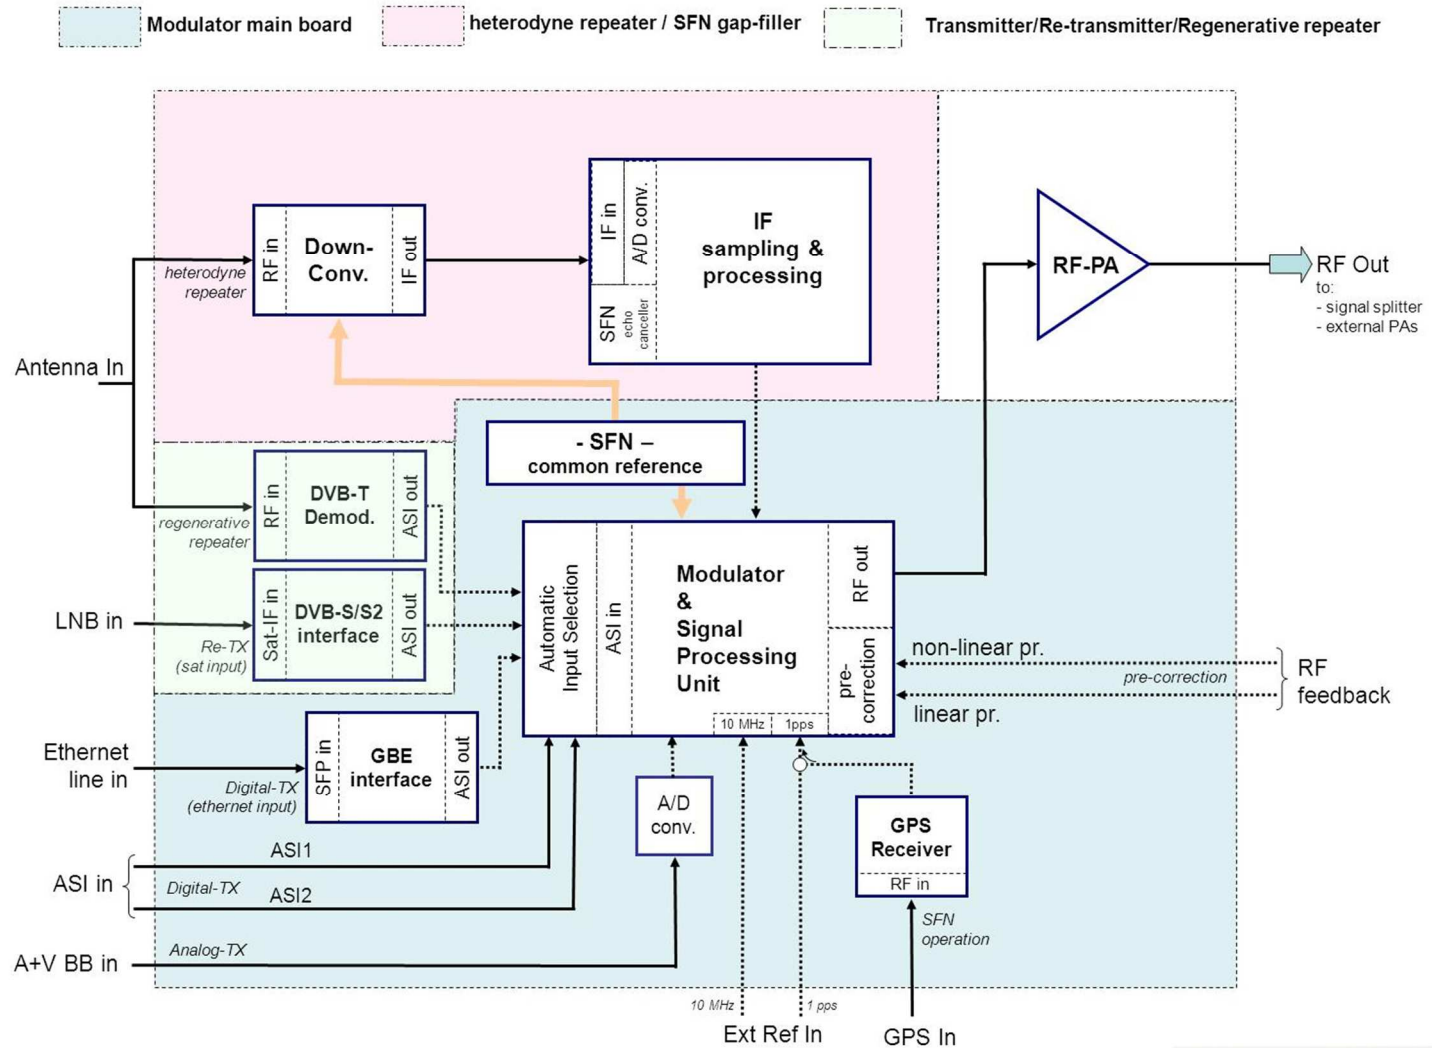 Modulator main board
heterodyne repeater / SFN gap-filler
Transmitter/Re-transmitter/Regenerative repeater
RF in
Down-
Conv.
IF out
heterodyne
repeater
IF in
A/D conv.
SFN
echo
canceller
IF
sampling &
processing
RF-PA
RF Out
to:
- signal splitter
- external PAs
Antenna In
- SFN –
common reference
RF in
DVB-T
Demod.
ASI out
regenerative
repeater
LNB in
Re-TX
(sat input)
Sat-IF in
DVB-S/S2
interface
ASI out
Automatic
Input Selection
ASI in
Modulator
&
Signal
Processing
Unit
RF out
pre-
correction
10 MHz
1pps
non-linear pr.
pre-correction
linear pr.
RF
feedback
Ethernet
line in
Digital-TX
(ethernet input)
SFP in
GBE
interface
ASI out
A/D
conv.
GPS
Receiver
RF in
ASI in
ASI1
Digital-TX
ASI2
SFN
operation
A+V BB in
Analog-TX
10 MHz
1 pps
Ext Ref In
GPS In